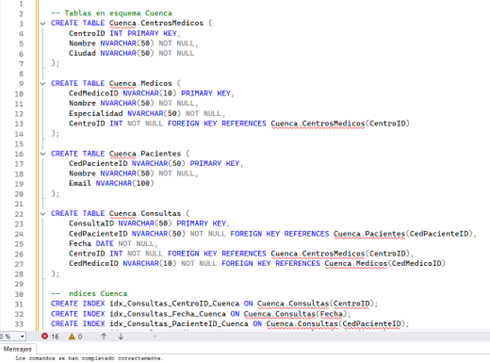 1
2 -- Tablas en esquema Cuenca
3 CREATE TABLE Cuenca.CentrosMedicos (
4 CentroID INT PRIMARY KEY,
5 Nombre NVARCHAR(50) NOT NULL,
6 Ciudad NVARCHAR(50) NOT NULL
7 );
8
9 CREATE TABLE Cuenca.Medicos (
10 CedMedicoID NVARCHAR(10) PRIMARY KEY,
11 Nombre NVARCHAR(50) NOT NULL,
12 Especialidad NVARCHAR(50) NOT NULL,
13 CentroID INT NOT NULL FOREIGN KEY REFERENCES Cuenca.CentrosMedicos(CentroID)
14 );
15
16 CREATE TABLE Cuenca.Pacientes (
17 CedPacienteID NVARCHAR(50) PRIMARY KEY,
18 Nombre NVARCHAR(50) NOT NULL,
19 Email NVARCHAR(100)
20 );
21
22 CREATE TABLE Cuenca.Consultas (
23 ConsultaID NVARCHAR(50) PRIMARY KEY,
24 CedPacienteID NVARCHAR(50) NOT NULL FOREIGN KEY REFERENCES Cuenca.Pacientes(CedPacienteID),
25 Fecha DATE NOT NULL,
26 CentroID INT NOT NULL FOREIGN KEY REFERENCES Cuenca.CentrosMedicos(CentroID),
27 CedMedicoID NVARCHAR(10) NOT NULL FOREIGN KEY REFERENCES Cuenca.Medicos(CedMedicoID)
28 );
29
30 -- ndices Cuenca
31 CREATE INDEX idx_Consultas_CentroID_Cuenca ON Cuenca.Consultas(CentroID);
32 CREATE INDEX idx_Consultas_Fecha_Cuenca ON Cuenca.Consultas(Fecha);
33 CREATE INDEX idx_Consultas_PacienteID_Cuenca ON Cuenca.Consultas(CedPacienteID);
0 % 16 0
Mensajes
Los comandos se han completado correctamente.